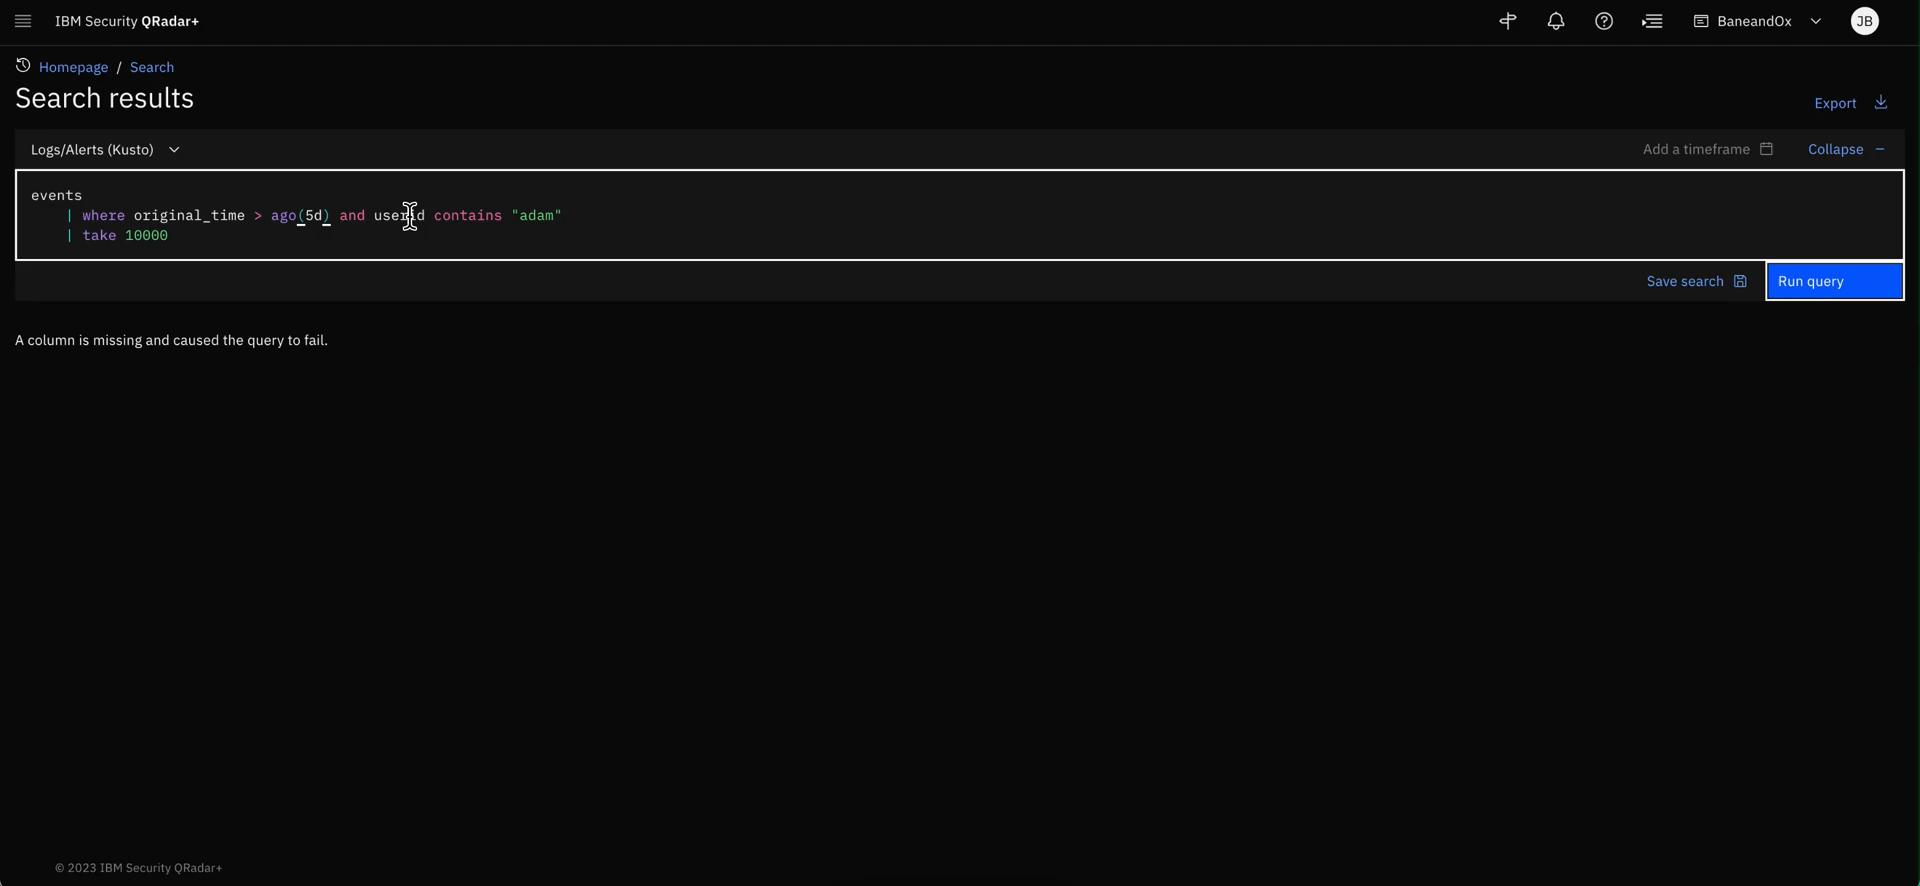 IBM Security QRadar+
BaneandOx
JB
Homepage / Search
Search results
Export
Logs/Alerts (Kusto)
Add a timeframe
Collapse
events
| where original_time > ago(5d) and userid contains "adam"
| take 10000
Save search
Run query
A column is missing and caused the query to fail.
© 2023 IBM Security QRadar+